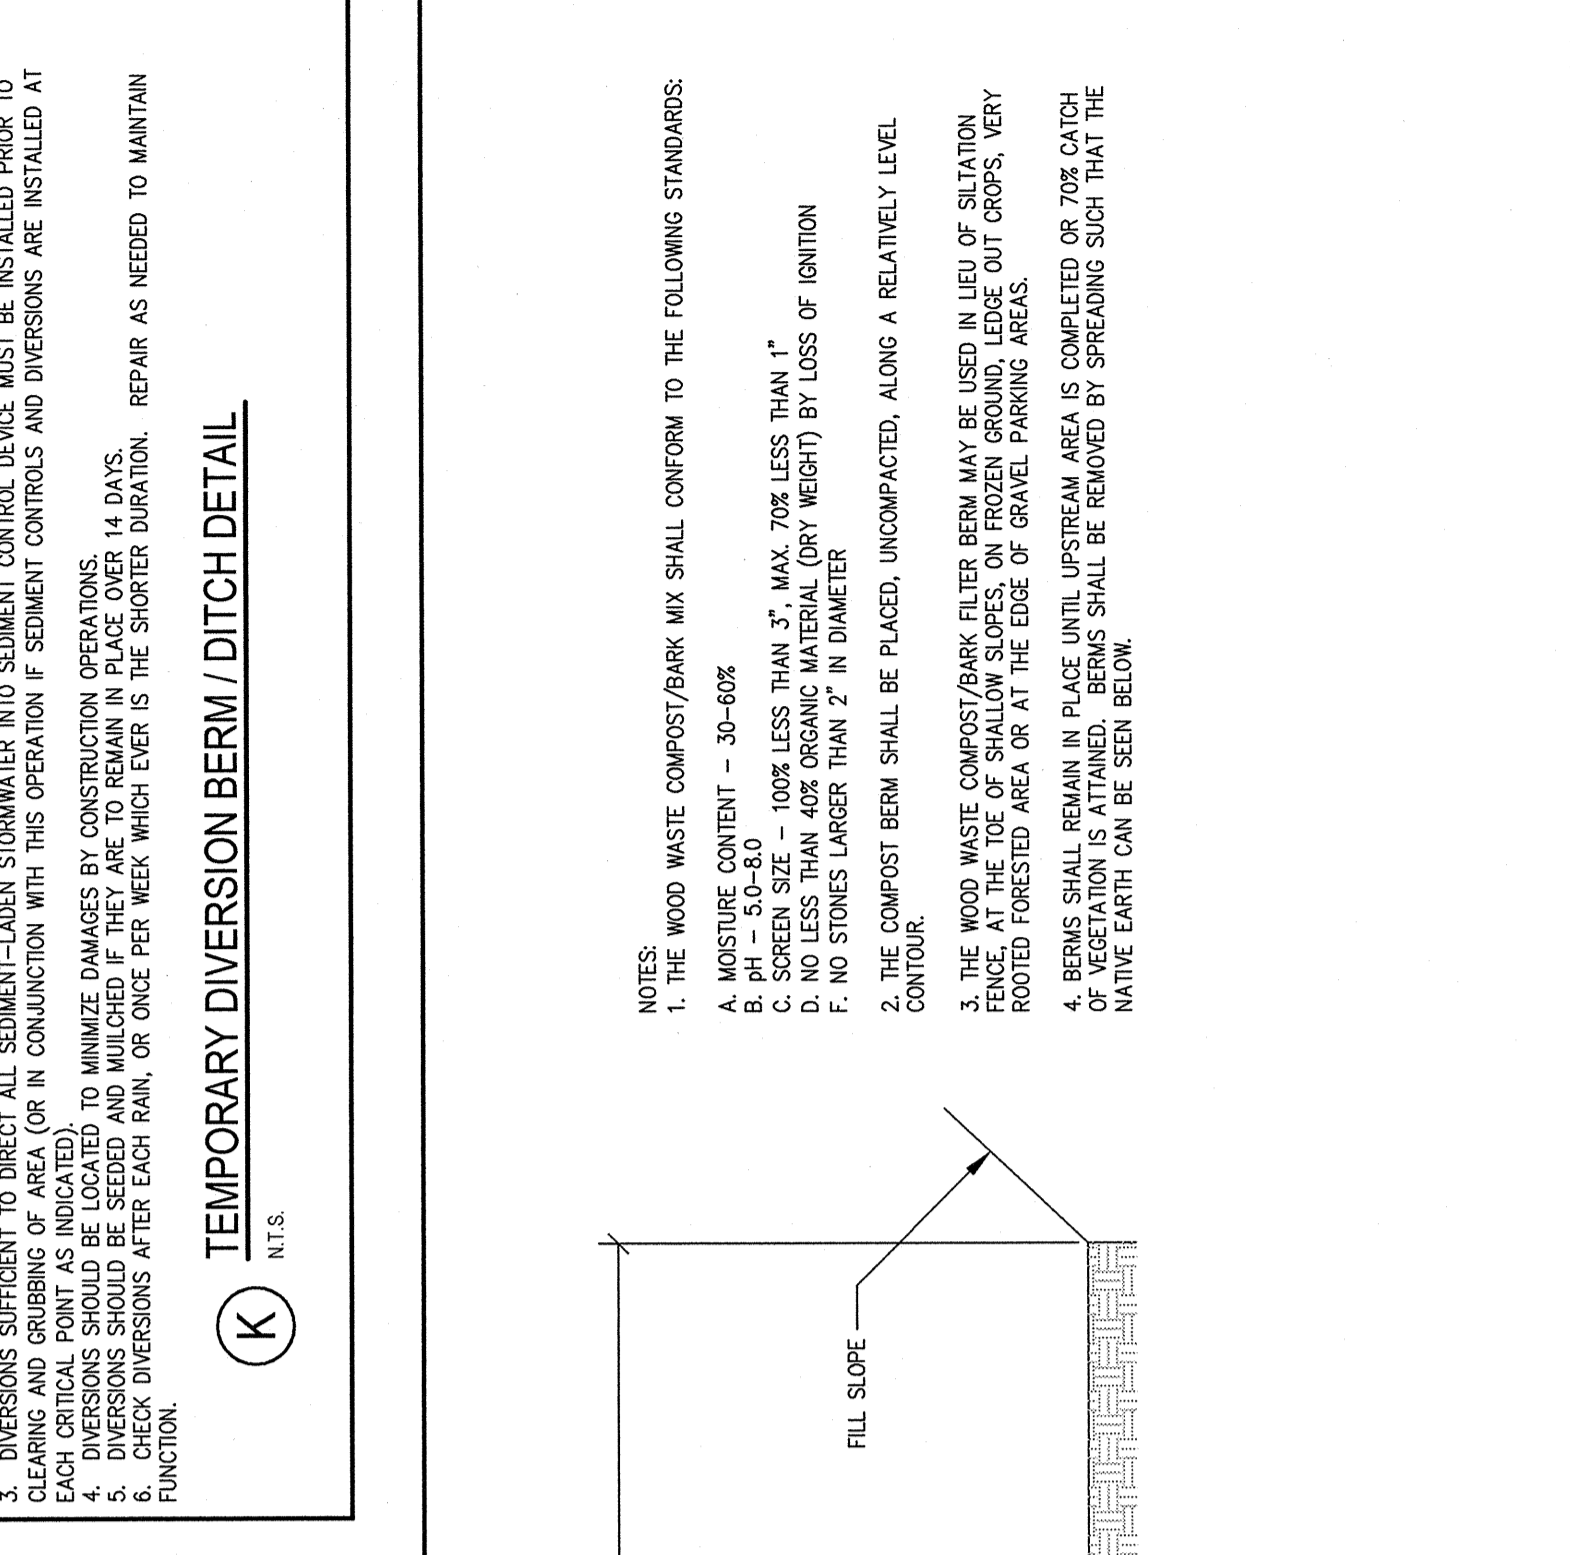 3. DIVERSIONS SUFFICIENT TO DIRECT ALL SEDIMENT-LADEN STORMWATER INTO SEDIMENT CONTROL DEVICE MUST BE INSTALLED PRIOR TO
CLEARING AND GRUBBING OF AREA (OR IN CONJUNCTION WITH THIS OPERATION IF SEDIMENT CONTROLS AND DIVERSIONS ARE INSTALLED AT
EACH CRITICAL POINT AS INDICATED).
4. DIVERSIONS SHOULD BE LOCATED TO MINIMIZE DAMAGES BY CONSTRUCTION OPERATIONS.
5. DIVERSIONS SHOULD BE SEEDED AND MUILCHED IF THEY ARE TO REMAIN IN PLACE OVER 14 DAYS.
6. CHECK DIVERSIONS AFTER EACH RAIN, OR ONCE PER WEEK WHICH EVER IS THE SHORTER DURATION. REPAIR AS NEEDED TO MAINTAIN
FUNCTION.
K TEMPORARY DIVERSION BERM / DITCH DETAIL
N.T.S.
NOTES:
1. THE WOOD WASTE COMPOST/BARK MIX SHALL CONFORM TO THE FOLLOWING STANDARDS:
A. MOISTURE CONTENT - 30-60%
B. pH - 5.0-8.0
C. SCREEN SIZE - 100% LESS THAN 3", MAX. 70% LESS THAN 1"
D. NO LESS THAN 40% ORGANIC MATERIAL (DRY WEIGHT) BY LOSS OF IGNITION
F. NO STONES LARGER THAN 2" IN DIAMETER
2. THE COMPOST BERM SHALL BE PLACED, UNCOMPACTED, ALONG A RELATIVELY LEVEL
CONTOUR.
3. THE WOOD WASTE COMPOST/BARK FILTER BERM MAY BE USED IN LIEU OF SILTATION
FENCE, AT THE TOE OF SHALLOW SLOPES, ON FROZEN GROUND, LEDGE OUT CROPS, VERY
ROOTED FORESTED AREA OR AT THE EDGE OF GRAVEL PARKING AREAS.
4. BERMS SHALL REMAIN IN PLACE UNTIL UPSTREAM AREA IS COMPLETED OR 70% CATCH
OF VEGETATION IS ATTAINED. BERMS SHALL BE REMOVED BY SPREADING SUCH THAT THE
NATIVE EARTH CAN BE SEEN BELOW.
FILL SLOPE